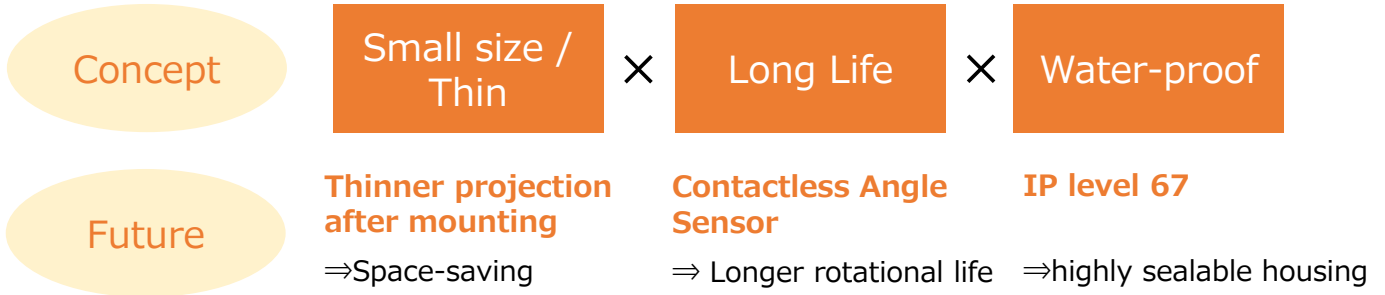 Concept
Small size /
Thin
×
Long Life
×
Water-proof
Future
Thinner projection
after mounting
⇒Space-saving
Contactless Angle
Sensor
⇒ Longer rotational life
IP level 67
⇒highly sealable housing